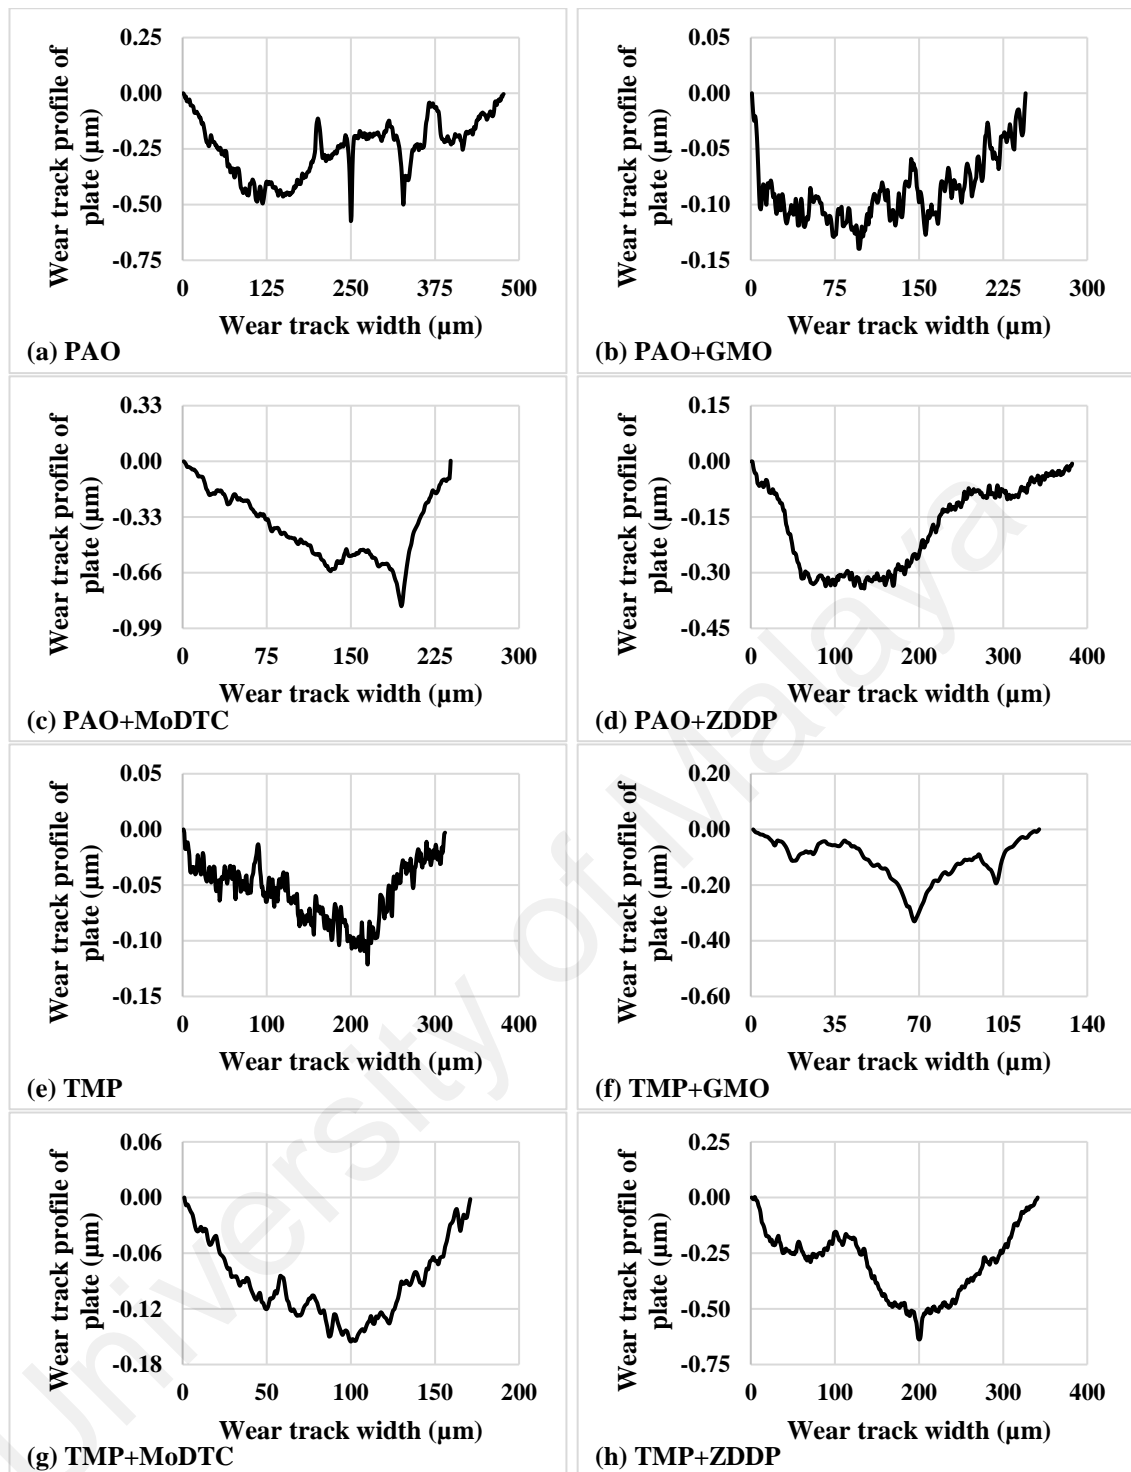 Wear track profile of
plate (µm)
0.25
0.00
-0.25
-0.50
-0.75
0
125
250
375
500
Wear track width (µm)
(a) PAO
Wear track profile of
plate (µm)
0.05
0.00
-0.05
-0.10
-0.15
0
75
150
225
300
Wear track width (µm)
(b) PAO+GMO
Wear track profile of
plate (µm)
0.33
0.00
-0.33
-0.66
-0.99
0
75
150
225
300
Wear track width (µm)
(c) PAO+MoDTC
Wear track profile of
plate (µm)
0.15
0.00
-0.15
-0.30
-0.45
0
100
200
300
400
Wear track width (µm)
(d) PAO+ZDDP
Wear track profile of
plate (µm)
0.05
0.00
-0.05
-0.10
-0.15
0
100
200
300
400
Wear track width (µm)
(e) TMP
Wear track profile of
plate (µm)
0.20
0.00
-0.20
-0.40
-0.60
0
35
70
105
140
Wear track width (µm)
(f) TMP+GMO
Wear track profile of
plate (µm)
0.06
0.00
-0.06
-0.12
-0.18
0
50
100
150
200
Wear track width (µm)
(g) TMP+MoDTC
Wear track profile of
plate (µm)
0.25
0.00
-0.25
-0.50
-0.75
0
100
200
300
400
Wear track width (µm)
(h) TMP+ZDDP
University of Malaya